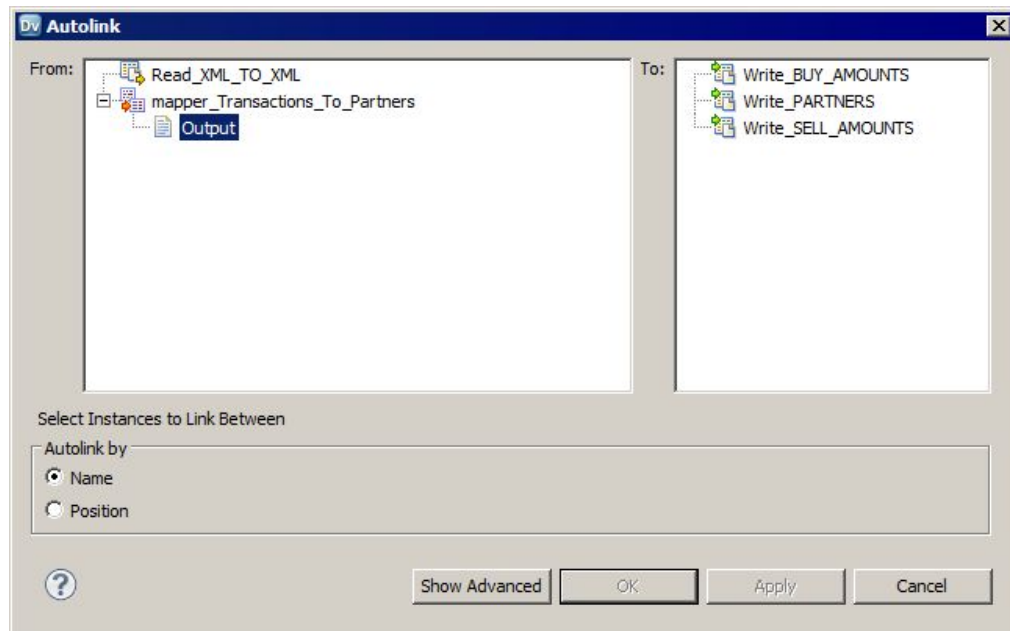 Dv Autolink
From:
Read_XML_TO_XML
mapper_Transactions_To_Partners
Output
To:
Write_BUY_AMOUNTS
Write_PARTNERS
Write_SELL_AMOUNTS
Select Instances to Link Between
Autolink by
Name
Position
? Show Advanced OK Apply Cancel